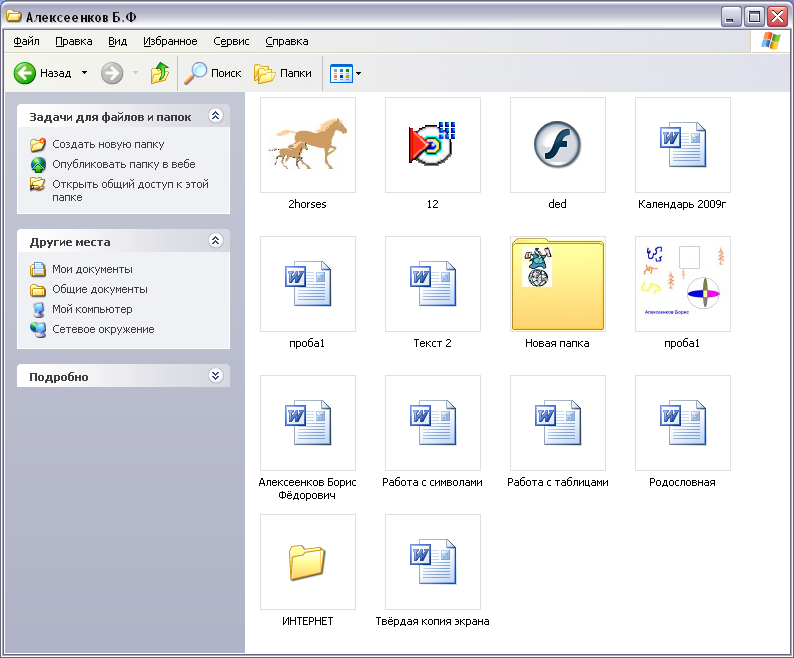 Алексеенков Б.Ф
Файл Правка Вид Избранное Сервис Справка
Назад Поиск Папки
Задачи для файлов и папок
Создать новую папку
Опубликовать папку в вебе
Открыть общий доступ к этой
папке
Другие места
Мои документы
Общие документы
Мой компьютер
Сетевое окружение
Подробно
2horses 12 ded Календарь 2009г
Алексеенков Борис
проба1 Текст 2 Новая папка проба1
Алексеенков Борис Работа с символами Работа с таблицами Родословная
Фёдорович
ИНТЕРНЕТ Твёрдая копия экрана